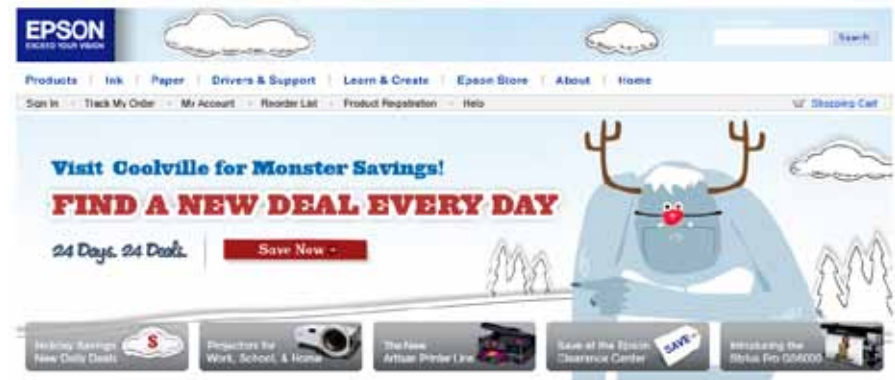 EPSON
EXCEED YOUR VISION
Search
Products | Ink | Paper | Drivers & Support | Learn & Create | Epson Store | About | Home
Sign In Track My Order My Account Reorder List Product Registration Help
Shopping Cart
Visit Coolville for Monster Savings!
FIND A NEW DEAL EVERY DAY
24 Days. 24 Deals.
Save Now
Holiday Savings
New Daily Deals
$
Projectors for
Work, School, & Home
The New
Artisan Printer Line
Save at the Epson
Clearance Center
SAVE
Introducing the
Stylus Pro GS6000